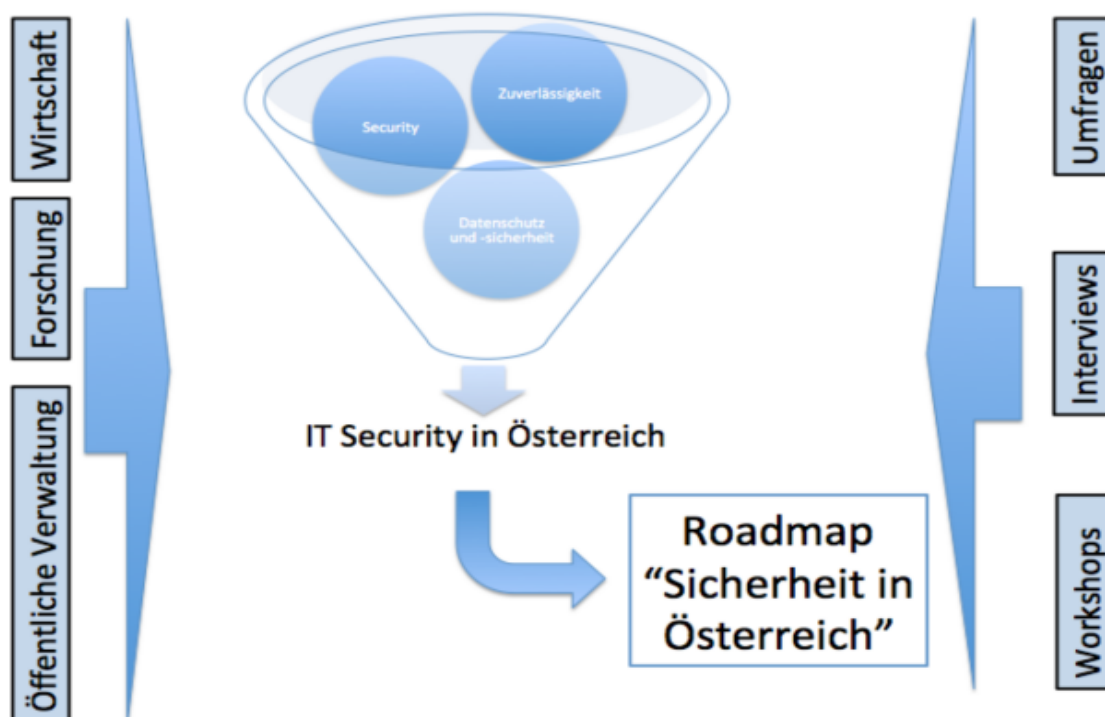 Wirtschaft
Forschung
Öffentliche Verwaltung
Zuverlässigkeit
Security
Datenschutz
und -sicherheit
IT Security in Österreich
Roadmap
“Sicherheit in
Österreich”
Umfragen
Interviews
Workshops